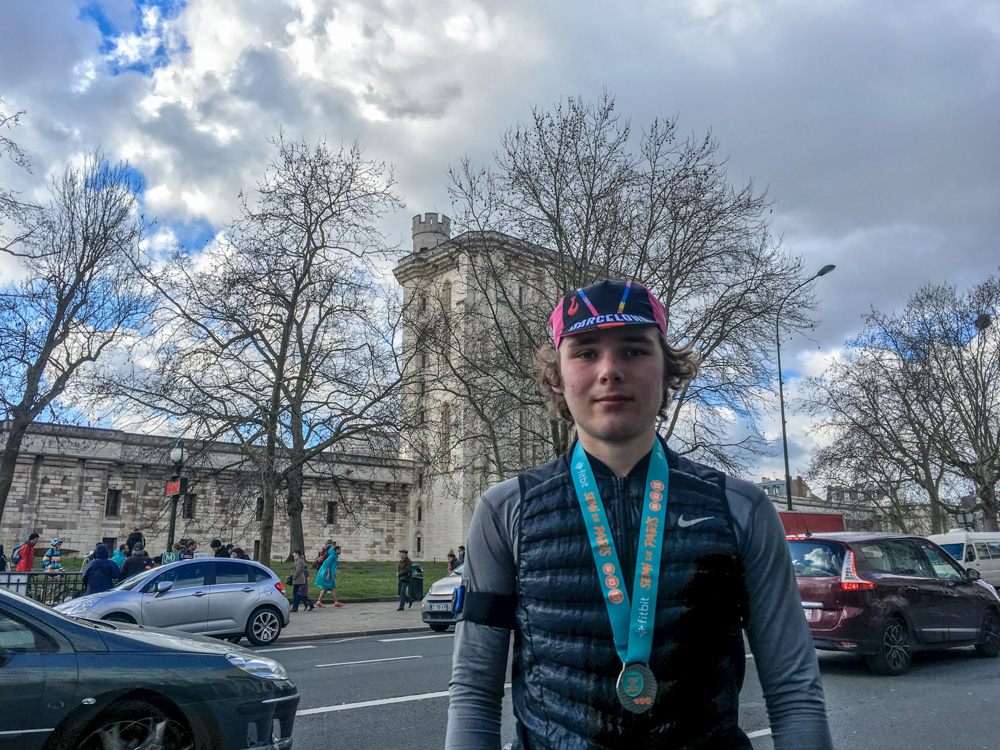 BARCELONA
fitbit
SEMI DE PARIS
SEMI DE PARIS
fitbit
M